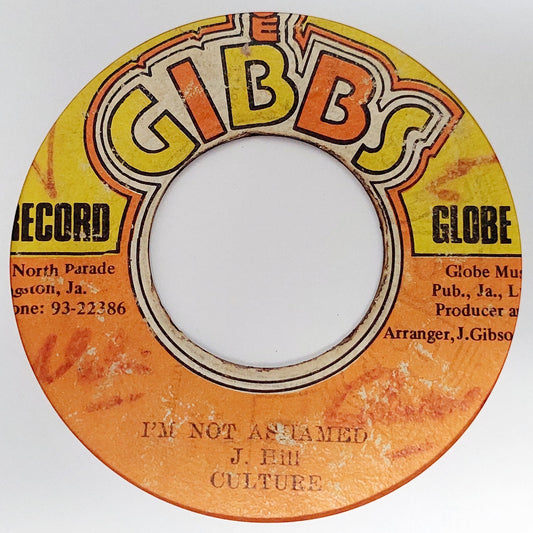 GIBBS
RECORD
GLOBE
North Parade
gston, Ja.
one: 93-22386
Globe Mus
Pub., Ja., L
Producer a
Arranger, J.Gibso
I'M NOT ASHAMED
J. Hill
CULTURE